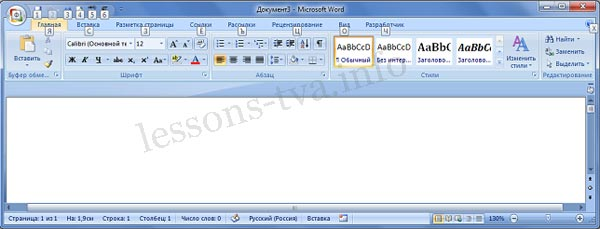 Документ3 - Microsoft Word
Ф 1 2 3 4 5 6
Главная Вставка Разметка страницы Ссылки Рассылки Рецензирование Вид Разработчик
Я С З Е Ы Ц О Ч
Calibri (Основной те 12
Вставить
AaBbCcD AaBbCcD AaBbC AaBbCc
¶ Обычный Без интер... Заголово... Заголово...
Изменить стили
Найти
Заменить
Выделить
Буфер обме... Шрифт Абзац Стили Редактирование
lessons-tva.info
Страница: 1 из 1 На: 1,9см Строка: 1 Столбец: 1 Число слов: 0 Русский (Россия) Вставка 130%